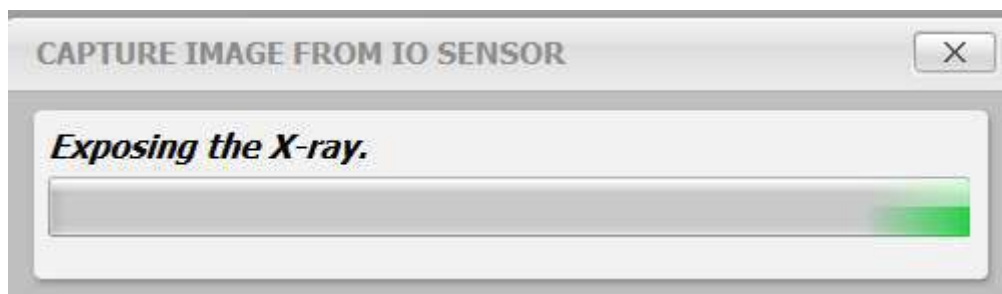 CAPTURE IMAGE FROM IO SENSOR
Exposing the X-ray.